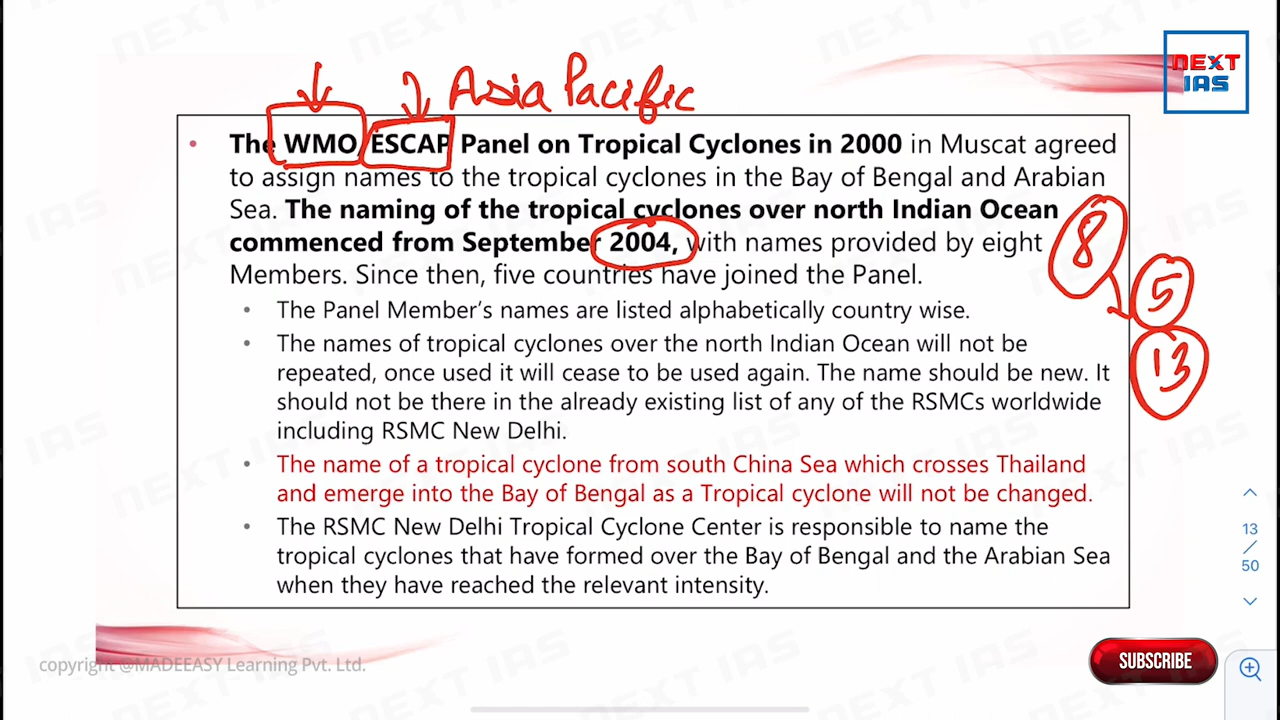 NEXT
IAS
Asia Pacific
• The WMO/ESCAP Panel on Tropical Cyclones in 2000 in Muscat agreed
to assign names to the tropical cyclones in the Bay of Bengal and Arabian
Sea. The naming of the tropical cyclones over north Indian Ocean
commenced from September 2004, with names provided by eight
Members. Since then, five countries have joined the Panel.
8
5
13
• The Panel Member's names are listed alphabetically country wise.
• The names of tropical cyclones over the north Indian Ocean will not be
repeated, once used it will cease to be used again. The name should be new. It
should not be there in the already existing list of any of the RSMCs worldwide
including RSMC New Delhi.
• The name of a tropical cyclone from south China Sea which crosses Thailand
and emerge into the Bay of Bengal as a Tropical cyclone will not be changed.
• The RSMC New Delhi Tropical Cyclone Center is responsible to name the
tropical cyclones that have formed over the Bay of Bengal and the Arabian Sea
when they have reached the relevant intensity.
13
/
50
copyright @MADEEASY Learning Pvt. Ltd.
SUBSCRIBE